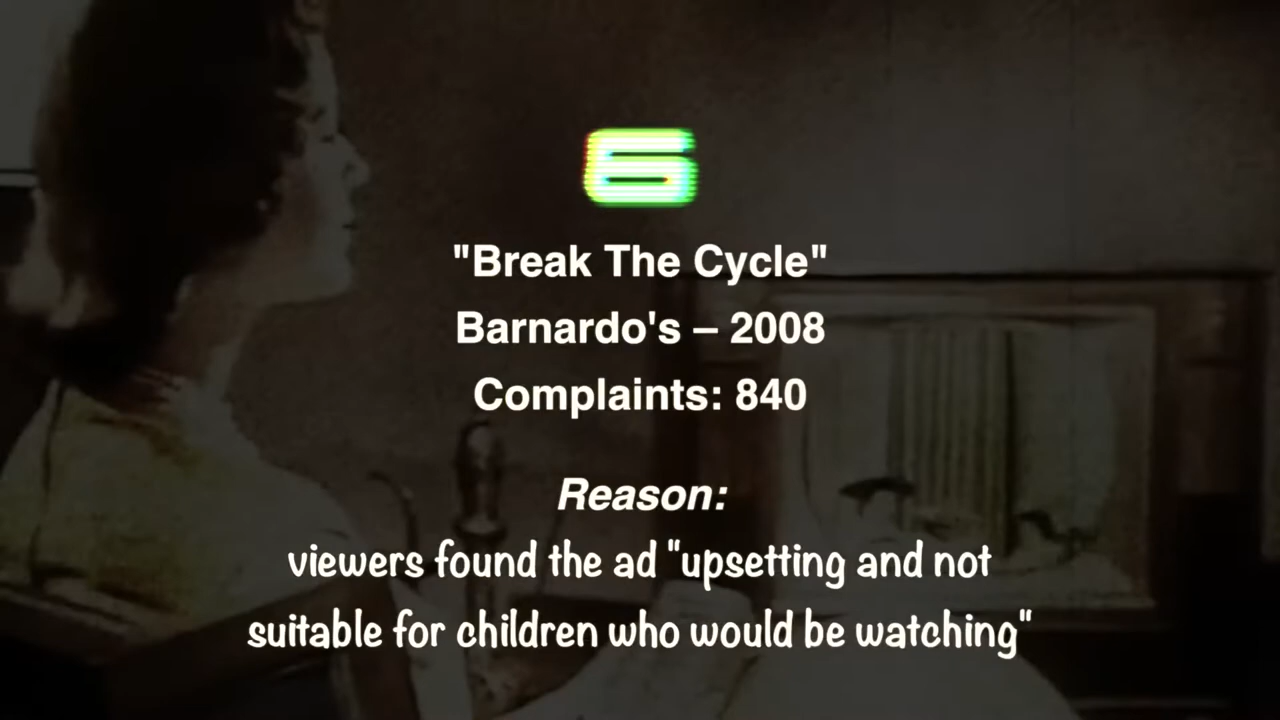 6
"Break The Cycle"
Barnardo's – 2008
Complaints: 840
Reason:
viewers found the ad "upsetting and not
suitable for children who would be watching"